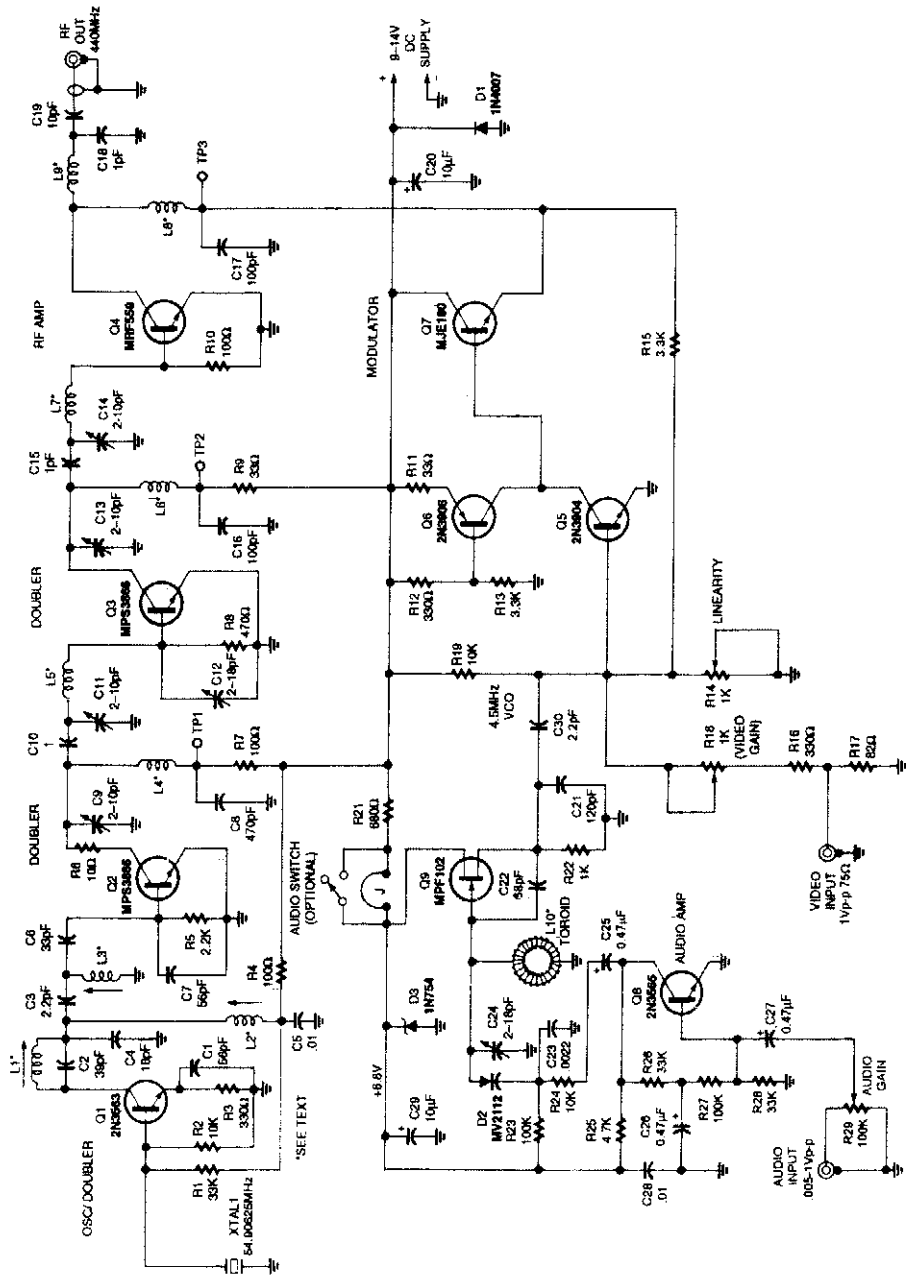 OSC/DOUBLER
XTAL1
54.90625MHz
R1
33K
R2
10K
R3
330Ω
Q1
2N3563
C1
56pF
L1*
C2
39pF
C4
18pF
L2*
C5
.01
*SEE TEXT
C3
2.2pF
L3*
C6
33pF
C7
56pF
R5
2.2K
R4
100Ω
DOUBLER
Q2
MPS3866
R6
10Ω
C9
2-10pF
L4*
C8
470pF
TP1
R7
100Ω
C10
1
C11
2-10pF
L5*
DOUBLER
Q3
MPS3866
C12
2-18pF
R8
470Ω
C13
2-10pF
L6*
C16
100pF
TP2
R9
33Ω
C15
1pF
C14
2-10pF
L7*
RF AMP
Q4
MRF559
R10
100Ω
L8*
C17
100pF
TP3
L9*
C18
1pF
C19
10pF
RF
OUT
440MHz
AUDIO SWITCH
(OPTIONAL)
J
R21
680Ω
+6.8V
C29
10µF
D3
1N754
D2
MV2112
C24
2-18pF
L10*
TOROID
Q9
MPF102
C22
68pF
R22
1K
C21
120pF
C30
2.2pF
4.5MHz
VCO
R19
10K
R12
330Ω
R13
3.3K
R11
33Ω
Q6
2N3906
Q5
2N3904
MODULATOR
Q7
MJE180
C20
10µF
D1
1N4007
+
9-14V
DC
SUPPLY
-
R15
3.3K
LINEARITY
R14
1K
R18
1K
(VIDEO
GAIN)
R16
330Ω
R17
82Ω
VIDEO
INPUT
1Vp-p 75Ω
R23
100K
C23
.0022
R24
10K
C25
0.47µF
R25
4.7K
C26
0.47µF
C28
.01
R26
33K
R27
100K
R28
33K
AUDIO AMP
Q8
2N3565
C27
0.47µF
AUDIO
GAIN
R29
100K
AUDIO
INPUT
.005-1Vp-p